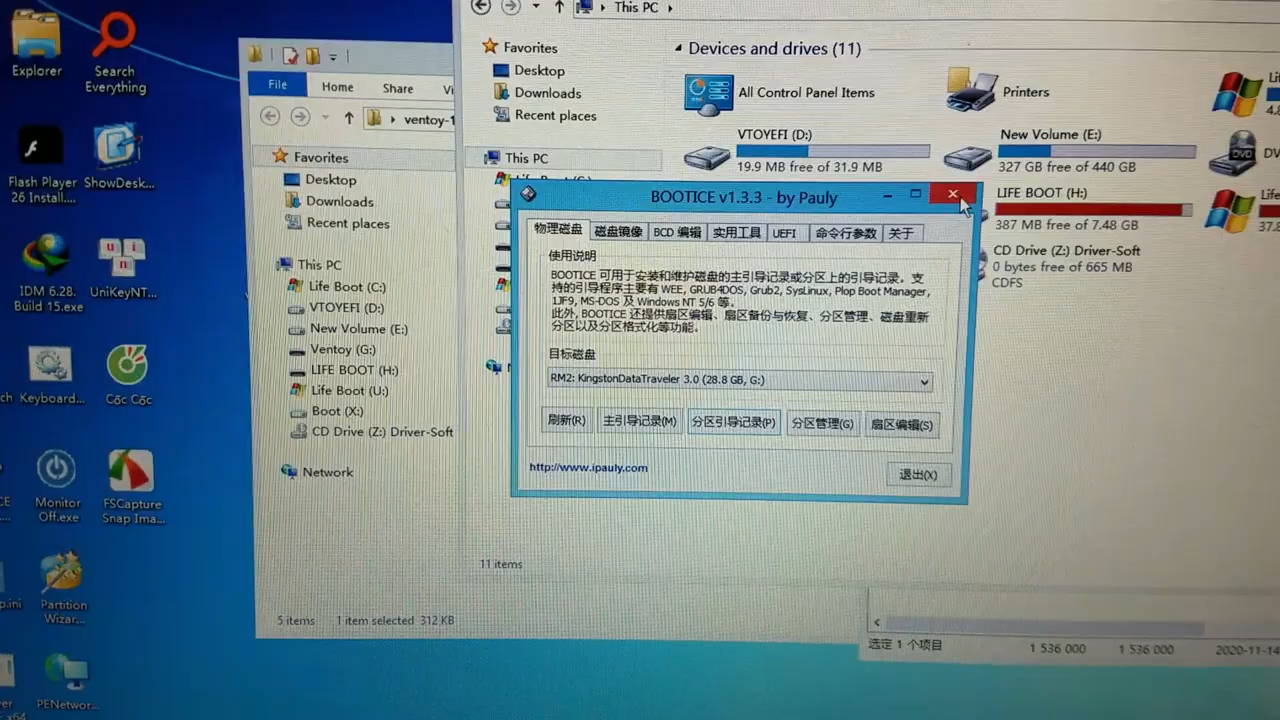 Explorer
Search
Everything
Flash Player
26 Install....
ShowDesk...
IDM 6.28.
Build 15.exe
UniKeyNT...
Keyboard...
Cốc Cốc
Monitor
Off.exe
FSCapture
Snap Ima...
Partition
Wizar...
PENetwor...
File
Home
Share
ventoy-1
Favorites
Desktop
Downloads
Recent places
This PC
Life Boot (C:)
VTOYEFI (D:)
New Volume (E:)
Ventoy (G:)
LIFE BOOT (H:)
Life Boot (U:)
Boot (X:)
CD Drive (Z:) Driver-Soft
Network
5 items
1 item selected 312 KB
This PC
Favorites
Desktop
Downloads
Recent places
This PC
11 items
Devices and drives (11)
All Control Panel Items
Printers
VTOYEFI (D:)
19.9 MB free of 31.9 MB
New Volume (E:)
327 GB free of 440 GB
LIFE BOOT (H:)
387 MB free of 7.48 GB
CD Drive (Z:) Driver-Soft
0 bytes free of 665 MB
CDFS
BOOTICE v1.3.3 - by Pauly
物理磁盘
磁盘镜像
BCD 编辑
实用工具
UEFI
命令行参数
关于
使用说明
BOOTICE 可用于安装和维护磁盘的主引导记录或分区上的引导记录。支
持的引导程序主要有 WEE, GRUB4DOS, Grub2, SysLinux, Plop Boot Manager,
1JF9, MS-DOS 及 Windows NT 5/6 等。
此外, BOOTICE 还提供扇区编辑、扇区备份与恢复、分区管理、磁盘重新
分区以及分区格式化等功能。
目标磁盘
RM2: KingstonDataTraveler 3.0 (28.8 GB, G:)
刷新(R)
主引导记录(M)
分区引导记录(P)
分区管理(G)
扇区编辑(S)
http://www.ipauly.com
退出(X)
选定 1 个项目
1 536 000
1 536 000
2020-11-14